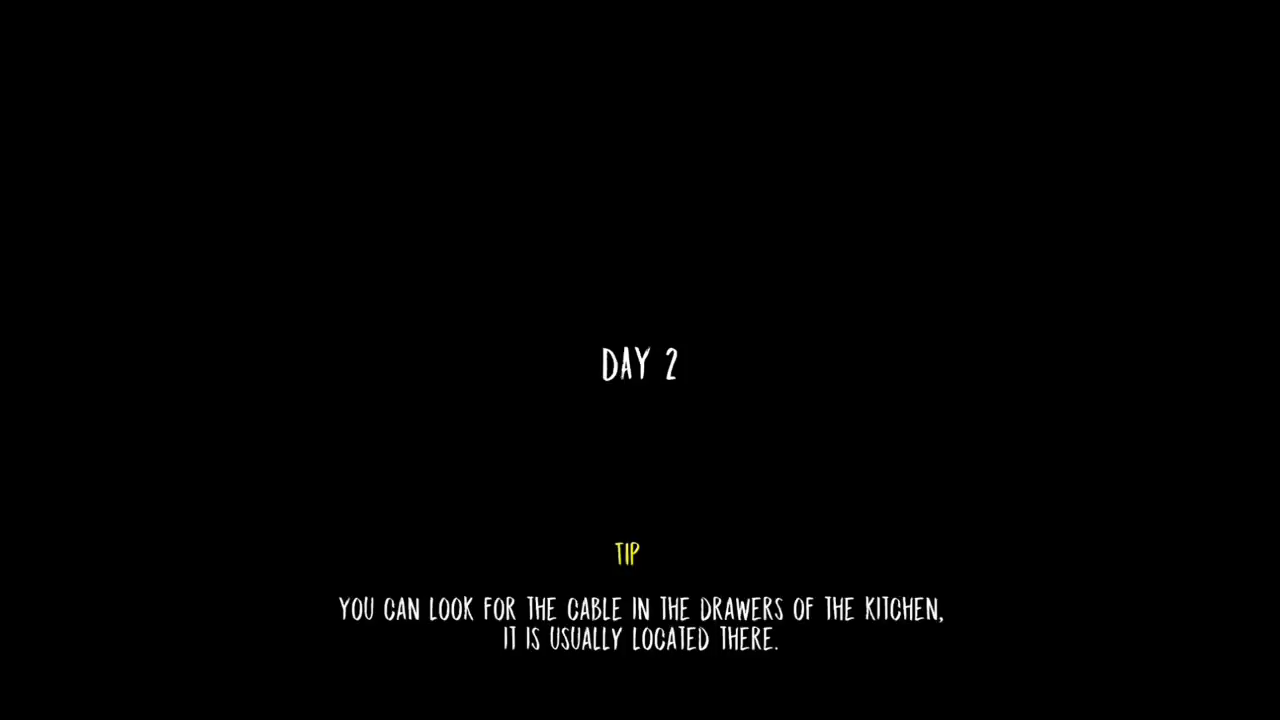 DAY 2
TIP
YOU CAN LOOK FOR THE CABLE IN THE DRAWERS OF THE KITCHEN,
IT IS USUALLY LOCATED THERE.